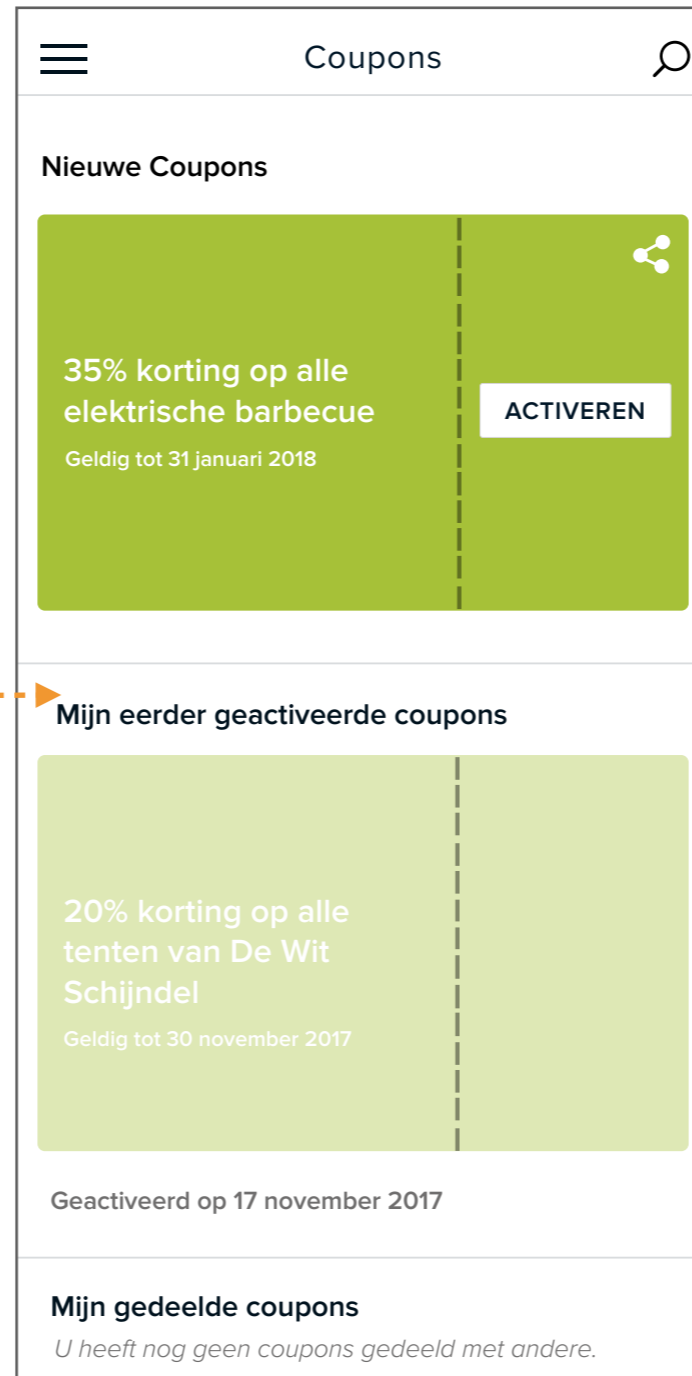 Coupons
Nieuwe Coupons
35% korting op alle
elektrische barbecue
Geldig tot 31 januari 2018
ACTIVEREN
Mijn eerder geactiveerde coupons
20% korting op alle
tenten van De Wit
Schijndel
Geldig tot 30 november 2017
Geactiveerd op 17 november 2017
Mijn gedeelde coupons
U heeft nog geen coupons gedeeld met andere.